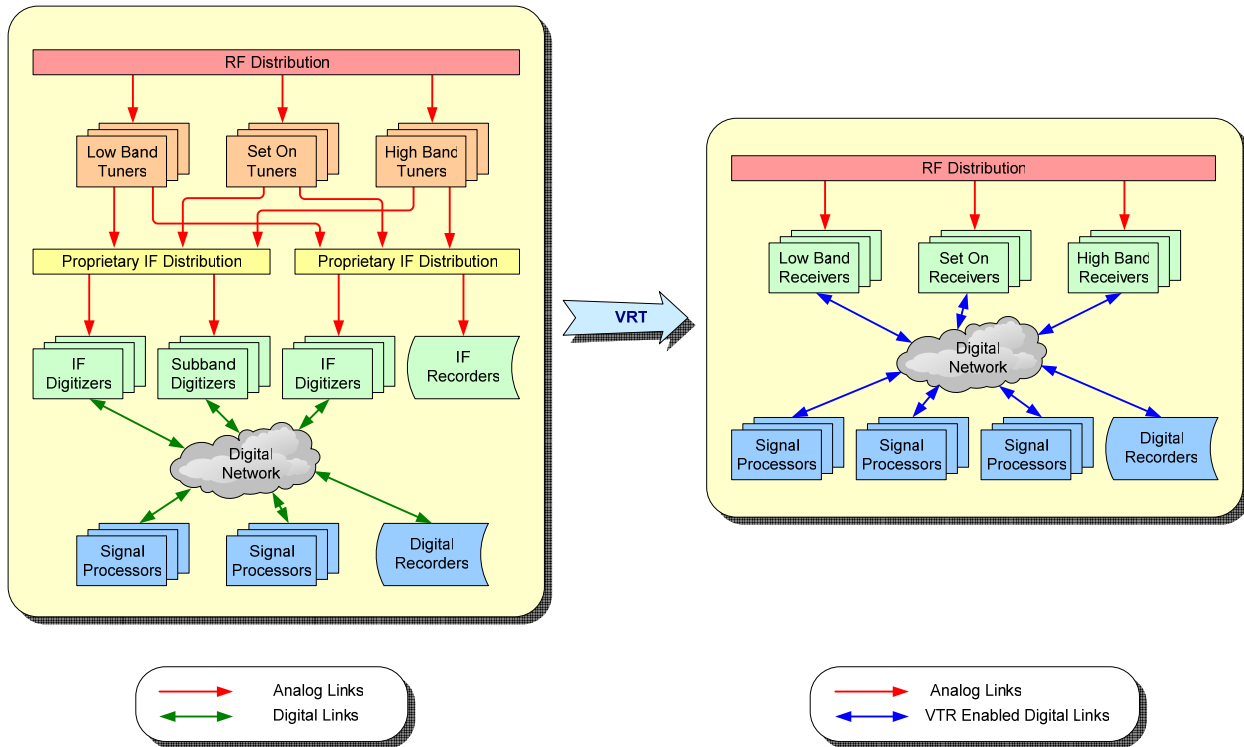 RF Distribution
Low Band
Tuners
Set On
Tuners
High Band
Tuners
Proprietary IF Distribution
Proprietary IF Distribution
IF
Digitizers
Subband
Digitizers
IF
Digitizers
IF
Recorders
Digital
Network
Signal
Processors
Signal
Processors
Digital
Recorders
Analog Links
Digital Links
VRT
RF Distribution
Low Band
Receivers
Set On
Receivers
High Band
Receivers
Digital
Network
Signal
Processors
Signal
Processors
Signal
Processors
Digital
Recorders
Analog Links
VTR Enabled Digital Links